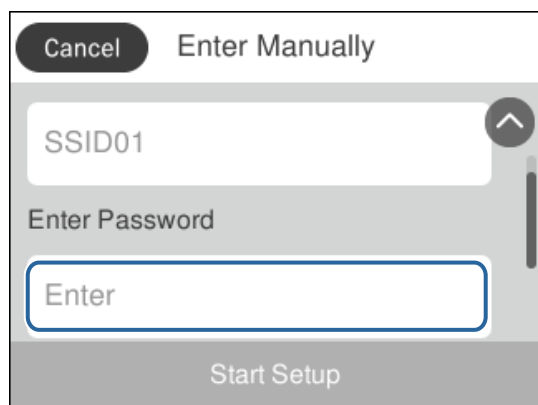 Cancel Enter Manually
SSID01
Enter Password
Enter
Start Setup